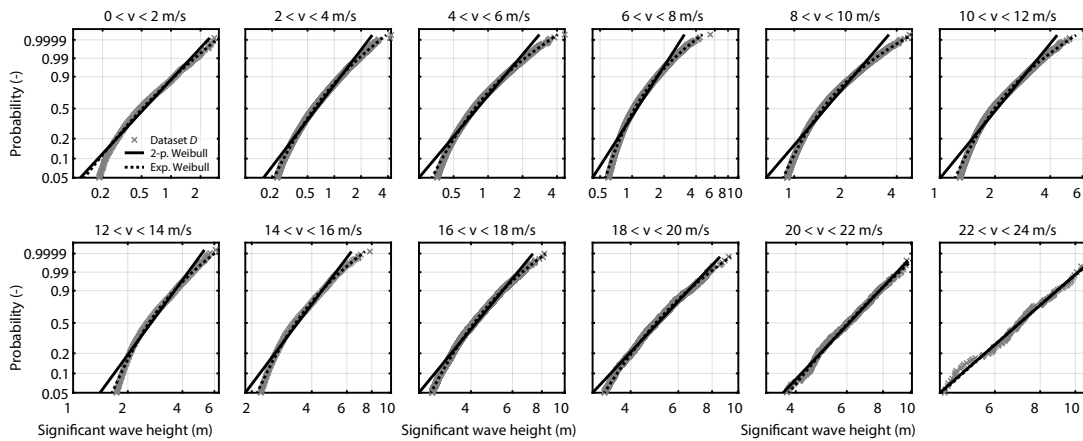 0 < v < 2 m/s 2 < v < 4 m/s 4 < v < 6 m/s 6 < v < 8 m/s 8 < v < 10 m/s 10 < v < 12 m/s
Probability (-)
0.9999
0.99
0.9
0.5
0.2
0.1
0.05
Dataset D
2-p. Weibull
Exp. Weibull
0.2 0.5 1 2 0.2 0.5 1 2 4 0.5 1 2 4 0.5 1 2 4 6 8 10 1 2 4 1 2 4 6
12 < v < 14 m/s 14 < v < 16 m/s 16 < v < 18 m/s 18 < v < 20 m/s 20 < v < 22 m/s 22 < v < 24 m/s
Probability (-)
0.9999
0.99
0.9
0.5
0.2
0.1
0.05
1 2 4 6 2 4 6 8 10 4 6 8 10 4 6 8 10 4 6 8 10 6 8 10
Significant wave height (m) Significant wave height (m) Significant wave height (m)